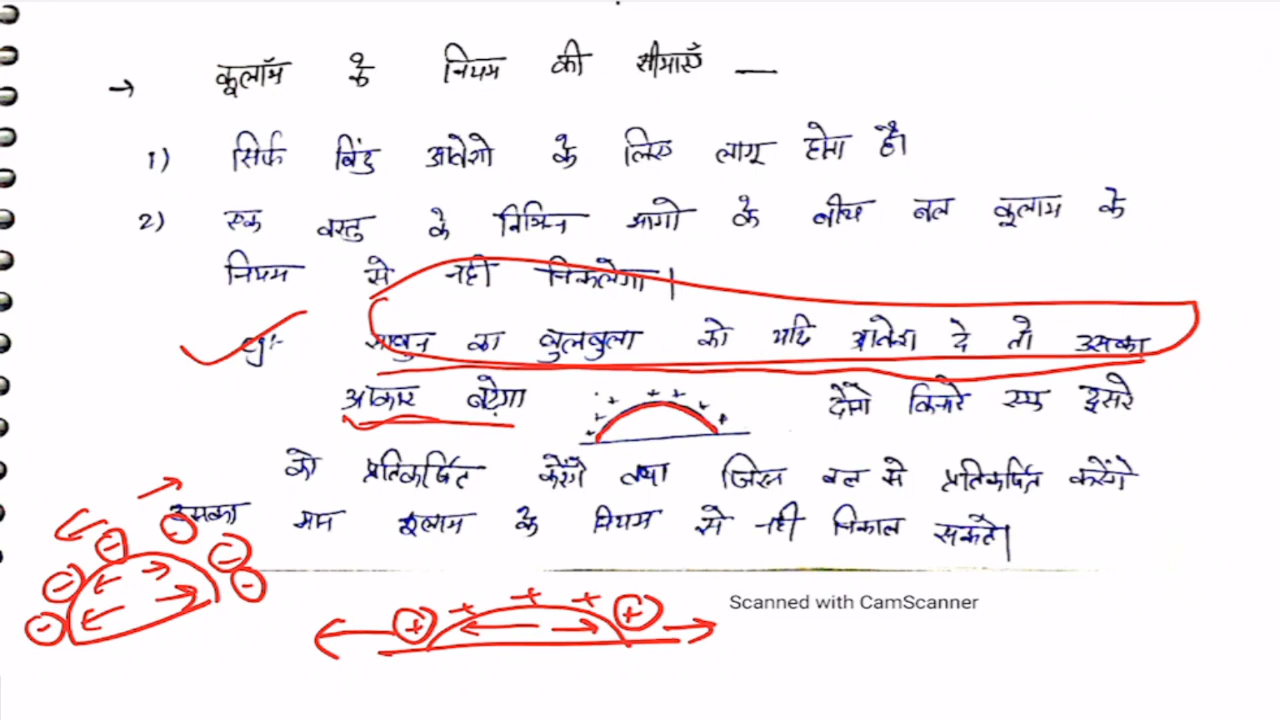 → कूलॉम के नियम की सीमाएँ —
1) सिर्फ बिंदु आवेशो के लिए लागू होता है।
2) एक वस्तु के विभिन्न भागो के बीच बल कूलाम के
नियम से नही निकलेगा।
eg:- साबुन का बुलबुला को यदि आवेश दे तो उसका
आकार बढ़ेगा दोनो किनारे एक दूसरे
को प्रतिकर्षित करेंगे तथा जिस बल से प्रतिकर्षित करेंगे
उसका मान कूलाम के नियम से नही निकाल सकते।
Scanned with CamScanner